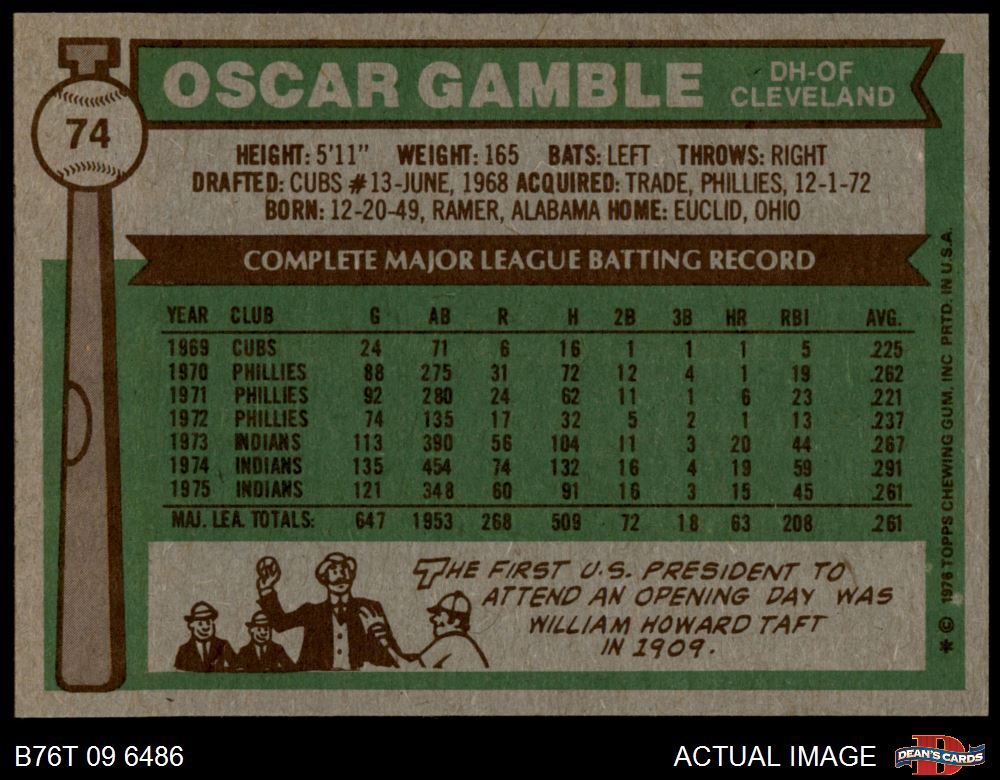 OSCAR GAMBLE
DH-OF
CLEVELAND
74
HEIGHT: 5'11" WEIGHT: 165 BATS: LEFT THROWS: RIGHT
DRAFTED: CUBS #13-JUNE, 1968 ACQUIRED: TRADE, PHILLIES, 12-1-72
BORN: 12-20-49, RAMER, ALABAMA HOME: EUCLID, OHIO
COMPLETE MAJOR LEAGUE BATTING RECORD
YEAR CLUB G AB R H 2B 3B HR RBI AVG.
1969 CUBS 24 71 6 16 1 1 1 5 .225
1970 PHILLIES 88 275 31 72 12 4 1 19 .262
1971 PHILLIES 92 280 24 62 11 1 6 23 .221
1972 PHILLIES 74 135 17 32 5 2 1 13 .237
1973 INDIANS 113 390 56 104 11 3 20 44 .267
1974 INDIANS 135 454 74 132 16 4 19 59 .291
1975 INDIANS 121 348 60 91 16 3 15 45 .261
MAJ. LEA. TOTALS: 647 1953 268 509 72 18 63 208 .261
THE FIRST U.S. PRESIDENT TO
ATTEND AN OPENING DAY WAS
WILLIAM HOWARD TAFT
IN 1909.
* © 1976 TOPPS CHEWING GUM, INC PRTD. IN U.S.A.
B76T 09 6486
ACTUAL IMAGE
D
DEAN'S CARDS